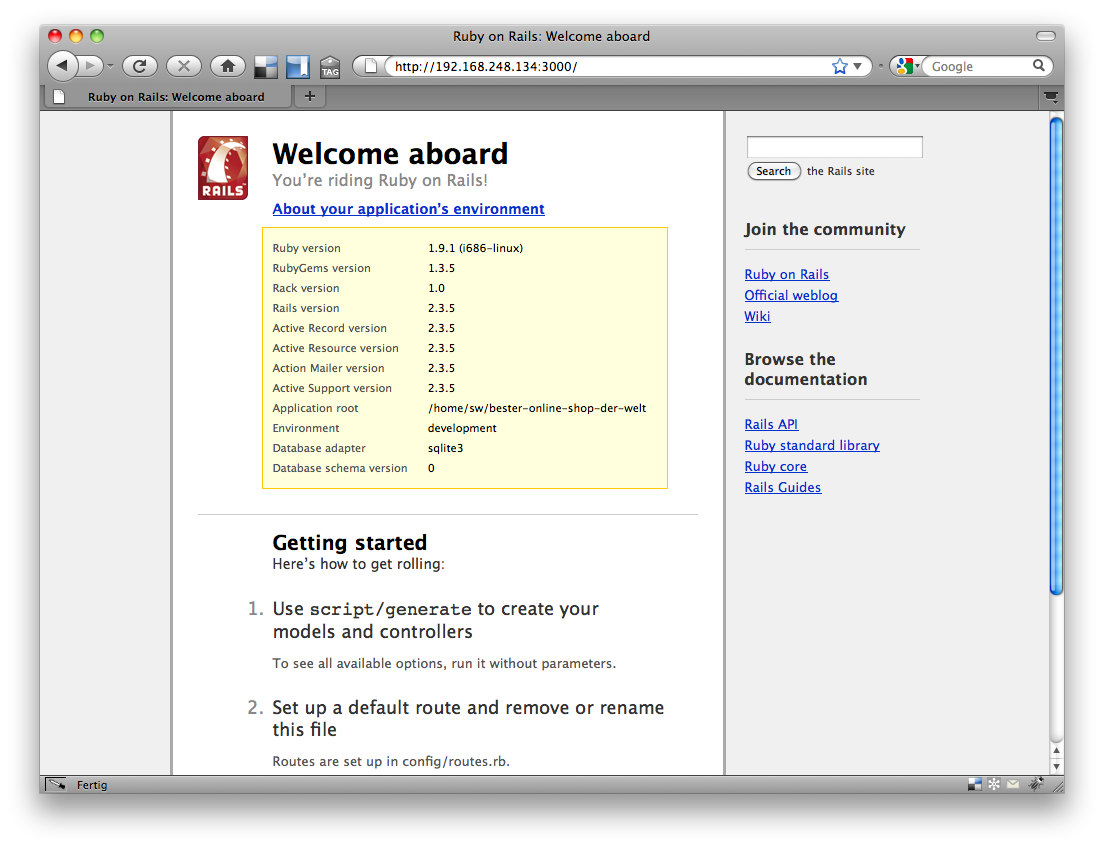 Ruby on Rails: Welcome aboard
TAG
http://192.168.248.134:3000/
Google
Ruby on Rails: Welcome aboard
+
RAILS
Welcome aboard
You’re riding Ruby on Rails!
About your application’s environment
Ruby version 1.9.1 (i686-linux)
RubyGems version 1.3.5
Rack version 1.0
Rails version 2.3.5
Active Record version 2.3.5
Active Resource version 2.3.5
Action Mailer version 2.3.5
Active Support version 2.3.5
Application root /home/sw/bester-online-shop-der-welt
Environment development
Database adapter sqlite3
Database schema version 0
Getting started
Here’s how to get rolling:
1. Use script/generate to create your
models and controllers
To see all available options, run it without parameters.
2. Set up a default route and remove or rename
this file
Routes are set up in config/routes.rb.
Search the Rails site
Join the community
Ruby on Rails
Official weblog
Wiki
Browse the
documentation
Rails API
Ruby standard library
Ruby core
Rails Guides
Fertig